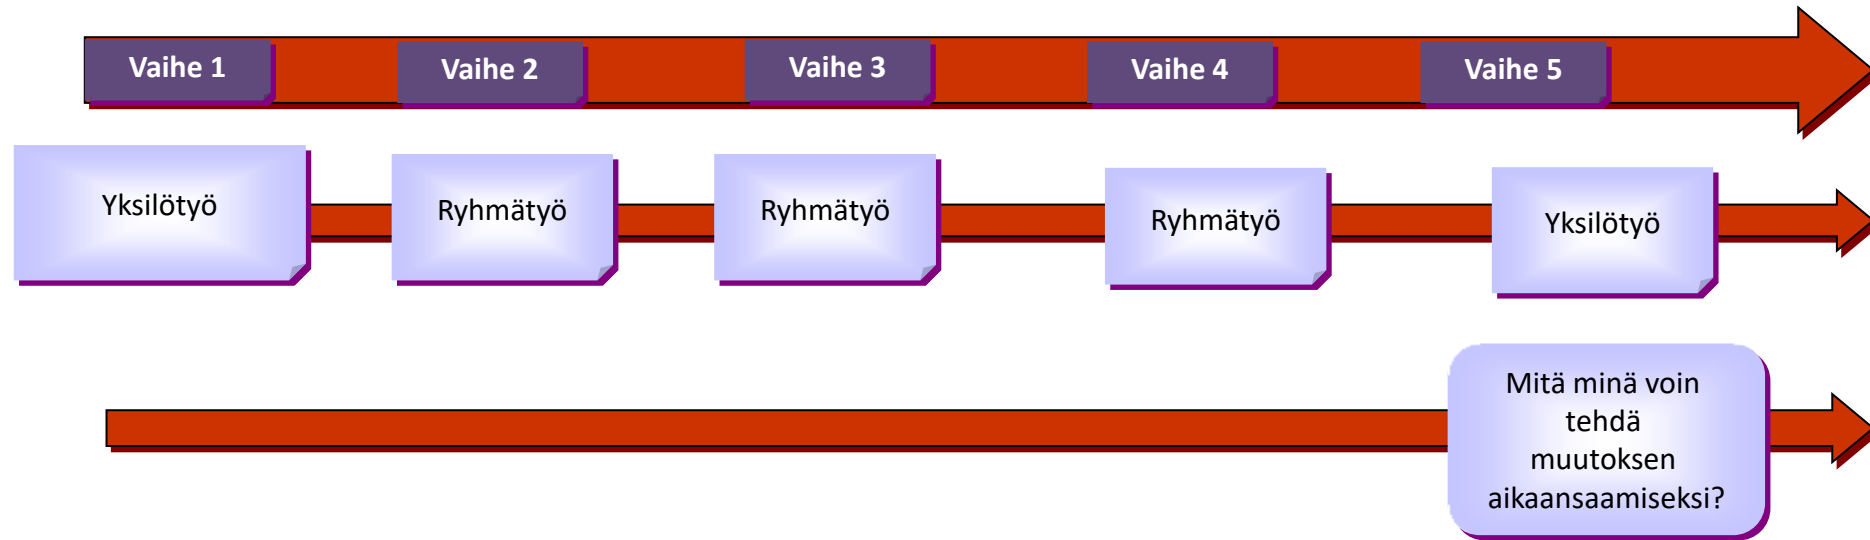 Vaihe 1
Vaihe 2
Vaihe 3
Vaihe 4
Vaihe 5
Yksilötyö
Ryhmätyö
Ryhmätyö
Ryhmätyö
Yksilötyö
Mitä minä voin
tehdä
muutoksen
aikaansaamiseksi?